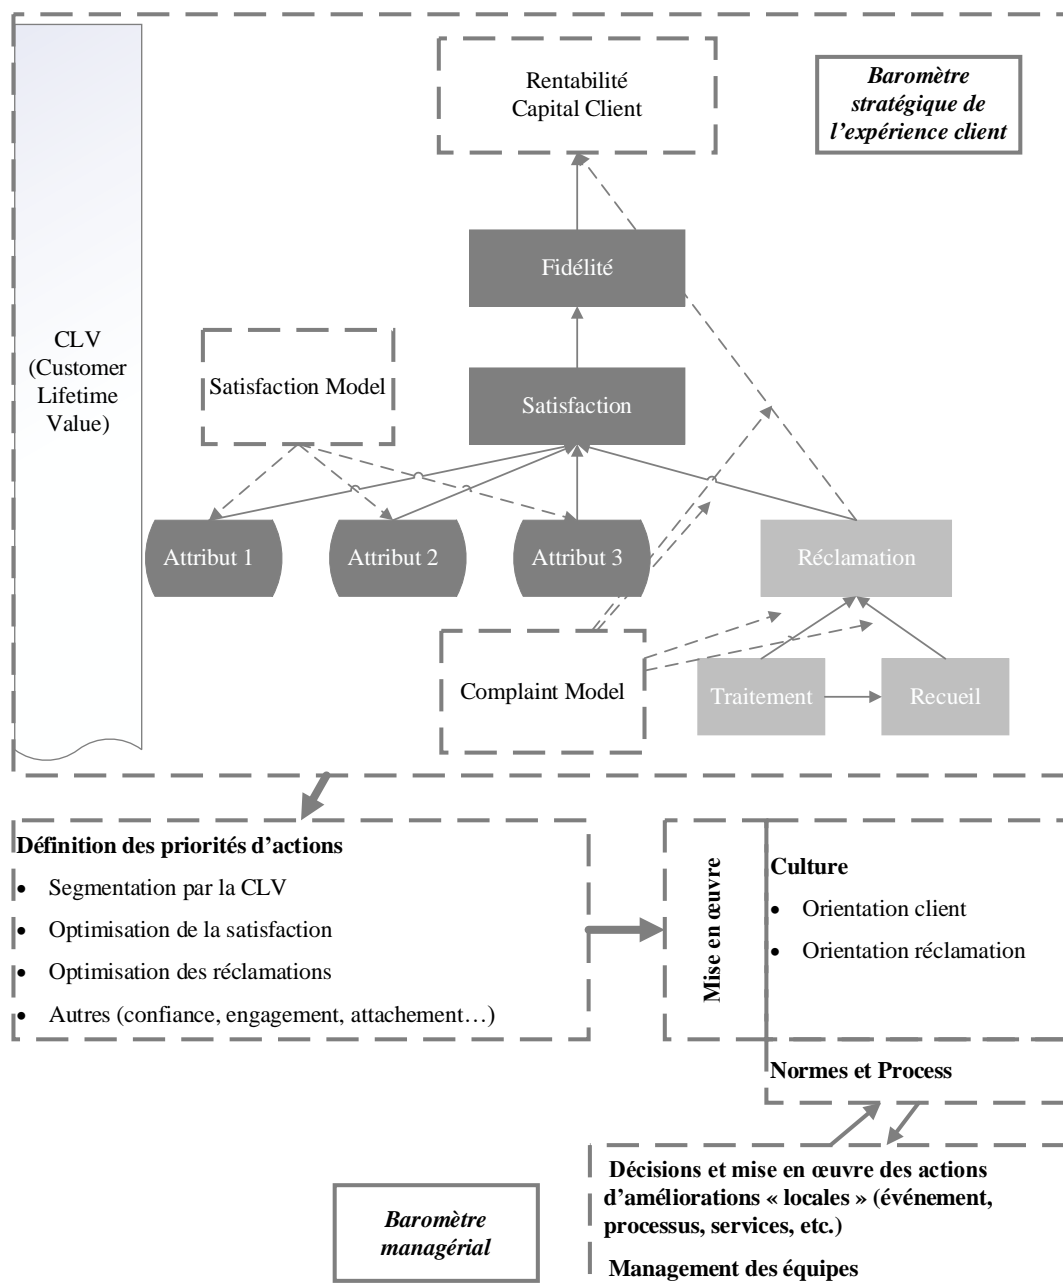 Rentabilité
Capital Client
Baromètre
stratégique de
l’expérience client
Fidélité
CLV
(Customer
Lifetime
Value)
Satisfaction Model
Satisfaction
Attribut 1
Attribut 2
Attribut 3
Réclamation
Complaint Model
Traitement
Recueil
Définition des priorités d’actions
• Segmentation par la CLV
• Optimisation de la satisfaction
• Optimisation des réclamations
• Autres (confiance, engagement, attachement…)
Mise en œuvre
Culture
• Orientation client
• Orientation réclamation
Normes et Process
Décisions et mise en œuvre des actions
d’améliorations « locales » (événement,
processus, services, etc.)
Management des équipes
Baromètre
managérial